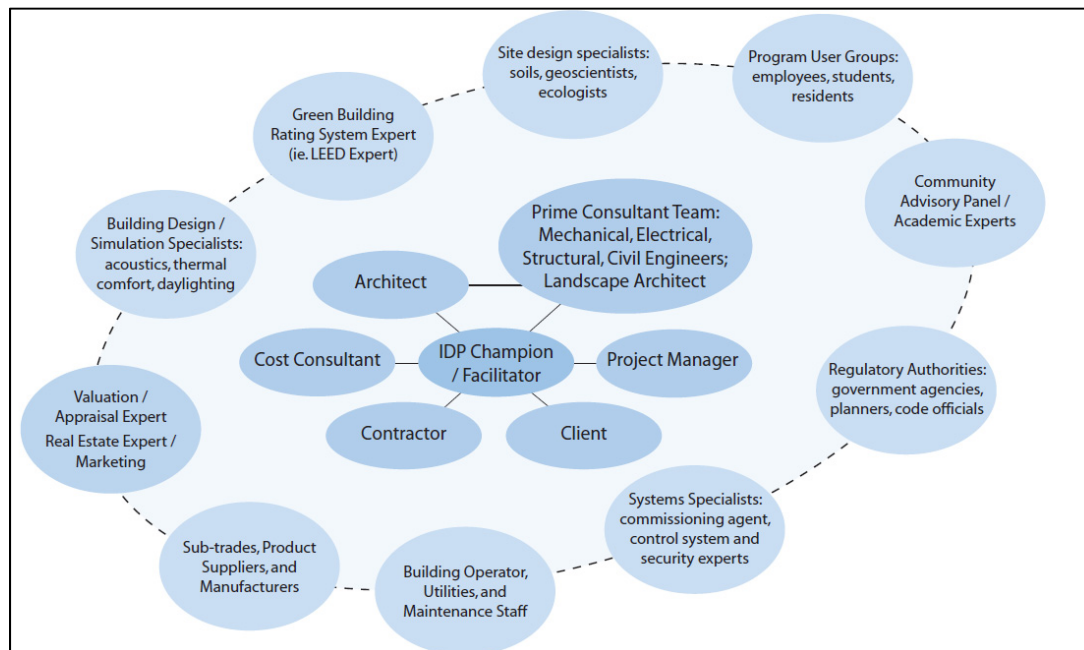 Site design specialists:
soils, geoscientists,
ecologists
Program User Groups:
employees, students,
residents
Green Building
Rating System Expert
(ie. LEED Expert)
Community
Advisory Panel /
Academic Experts
Building Design /
Simulation Specialists:
acoustics, thermal
comfort, daylighting
Prime Consultant Team:
Mechanical, Electrical,
Structural, Civil Engineers;
Landscape Architect
Architect
Cost Consultant
IDP Champion
/ Facilitator
Project Manager
Contractor
Client
Regulatory Authorities:
government agencies,
planners, code officials
Valuation /
Appraisal Expert
Real Estate Expert /
Marketing
Systems Specialists:
commissioning agent,
control system and
security experts
Sub-trades, Product
Suppliers, and
Manufacturers
Building Operator,
Utilities, and
Maintenance Staff